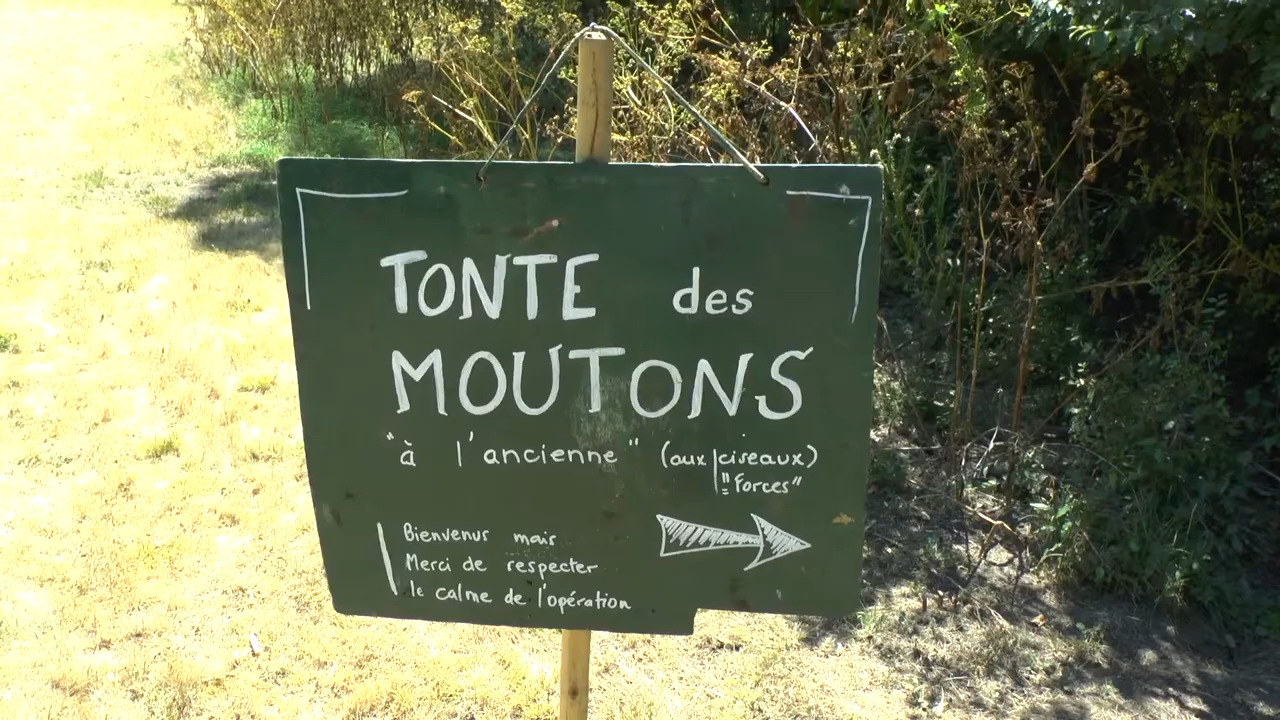 TONTE des
MOUTONS
"à l'ancienne" (aux ciseaux)
"Forces"
Bienvenus mais
Merci de respecter
le calme de l'opération